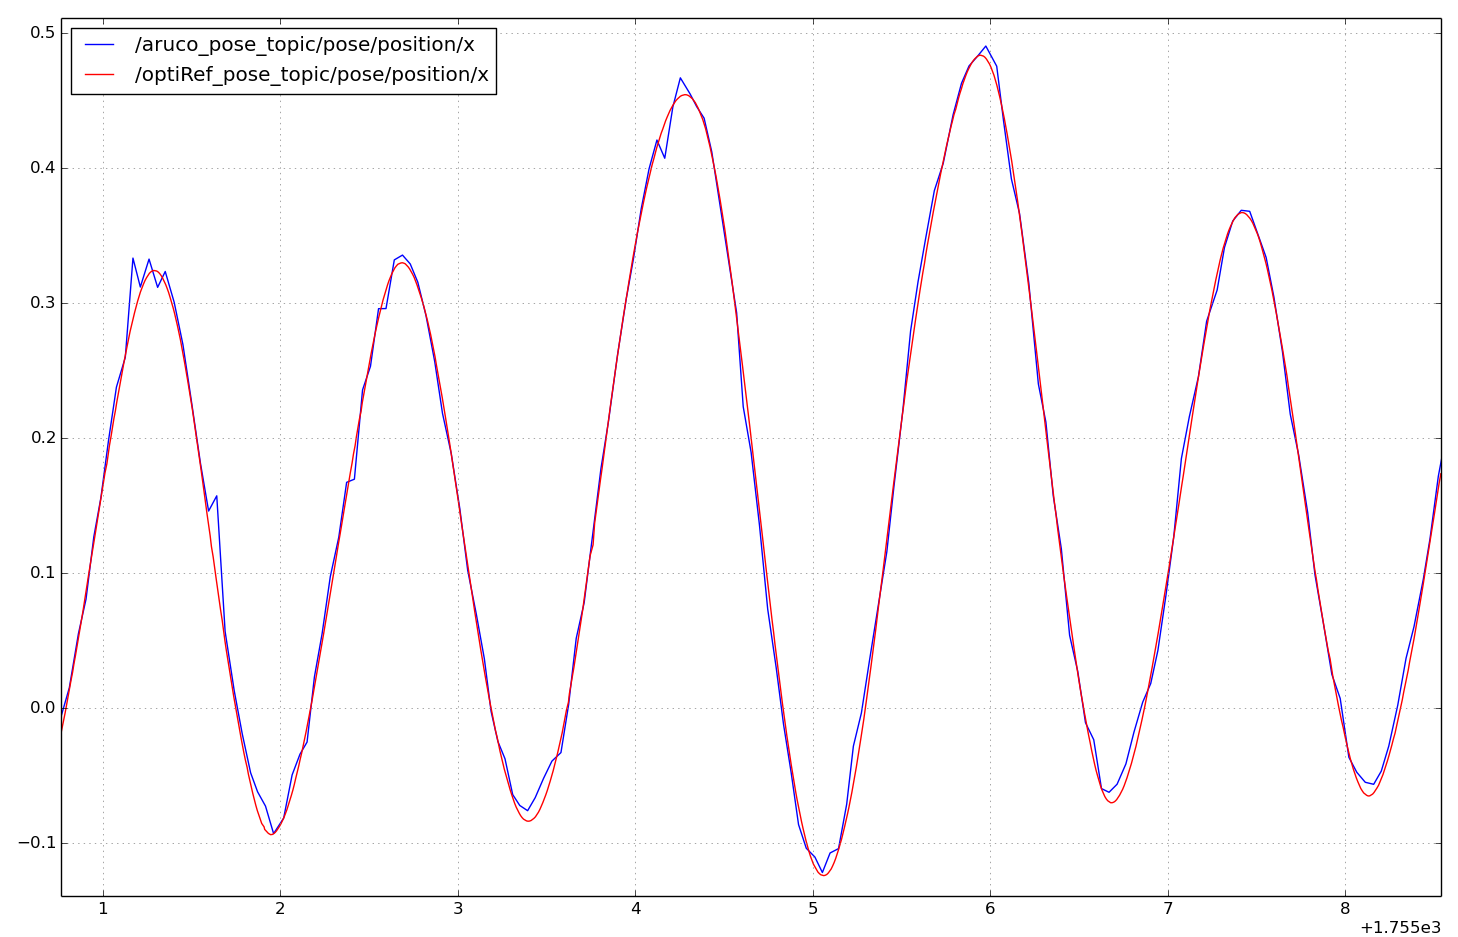 /aruco_pose_topic/pose/position/x
/optiRef_pose_topic/pose/position/x
0.5
0.4
0.3
0.2
0.1
0.0
−0.1
1 2 3 4 5 6 7 8
+1.755e3